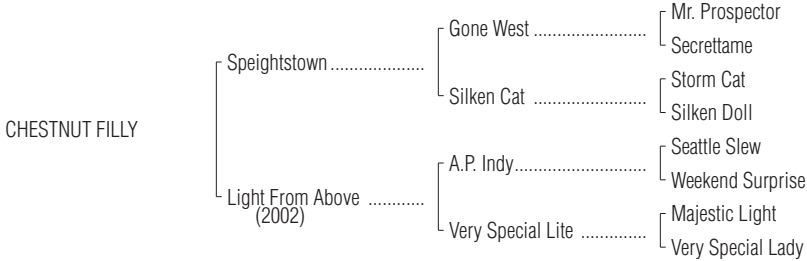 Mr. Prospector
Gone West ........................
Secrettame
Speightstown....................
Storm Cat
Silken Cat ........................
Silken Doll
CHESTNUT FILLY
Seattle Slew
A.P. Indy............................
Weekend Surprise
Light From Above ............
(2002)
Majestic Light
Very Special Lite ..............
Very Special Lady